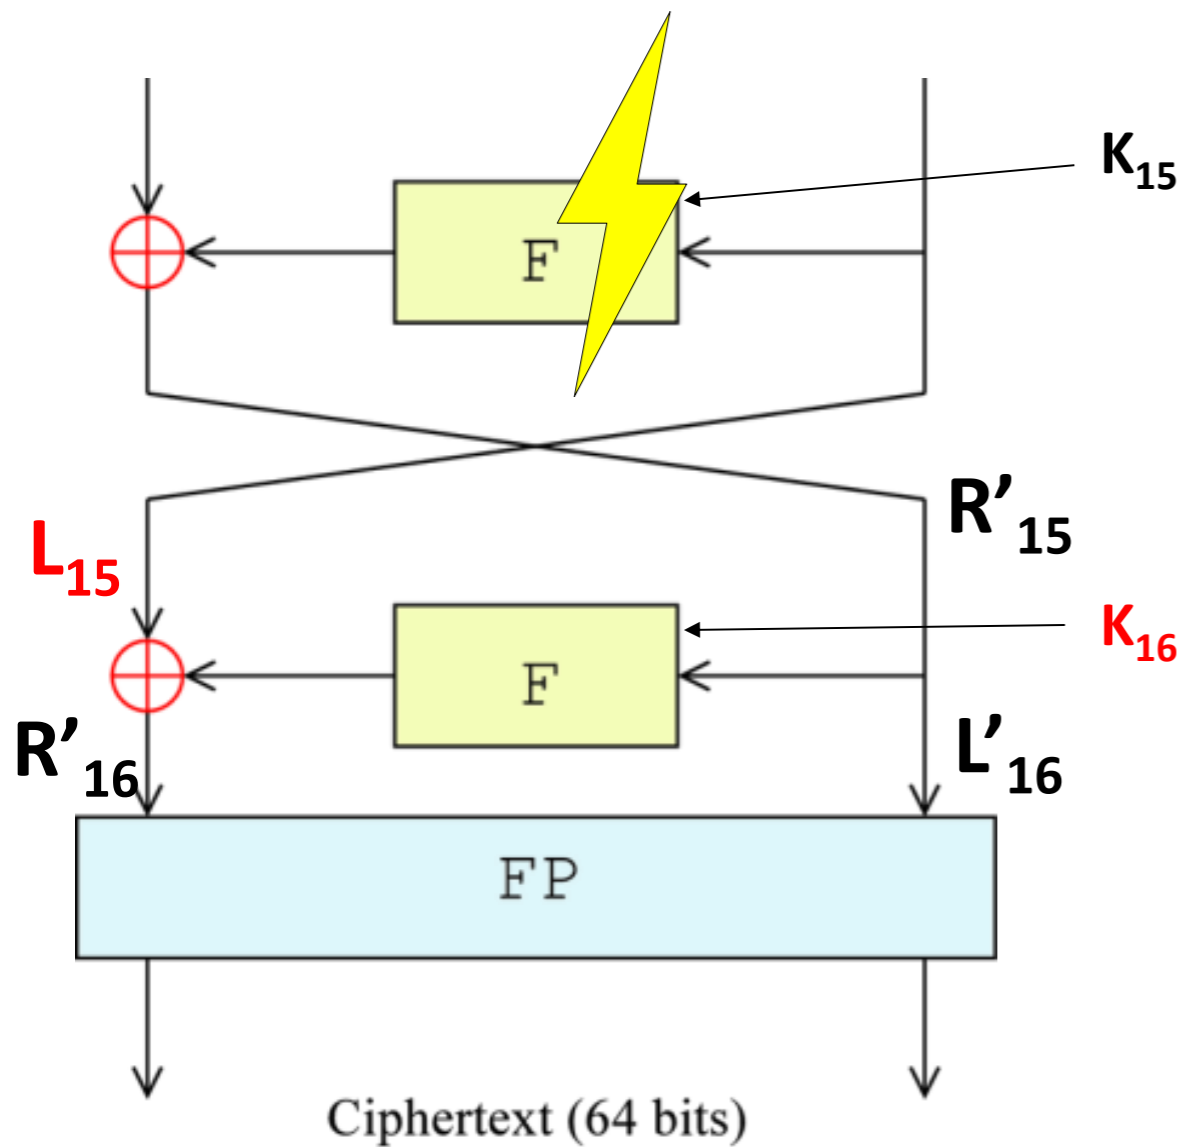 K₁₅
F
R’₁₅
L₁₅
K₁₆
F
R’₁₆
L’₁₆
FP
Ciphertext (64 bits)